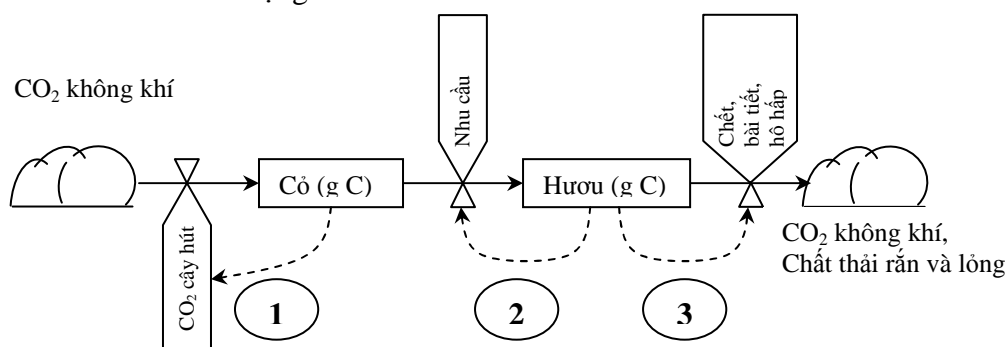 CO₂ không khí
Nhu cầu
Chết,
bài tiết,
hô hấp
Cỏ (g C)
Hươu (g C)
CO₂ cây hút
CO₂ không khí,
Chất thải rắn và lỏng
1
2
3